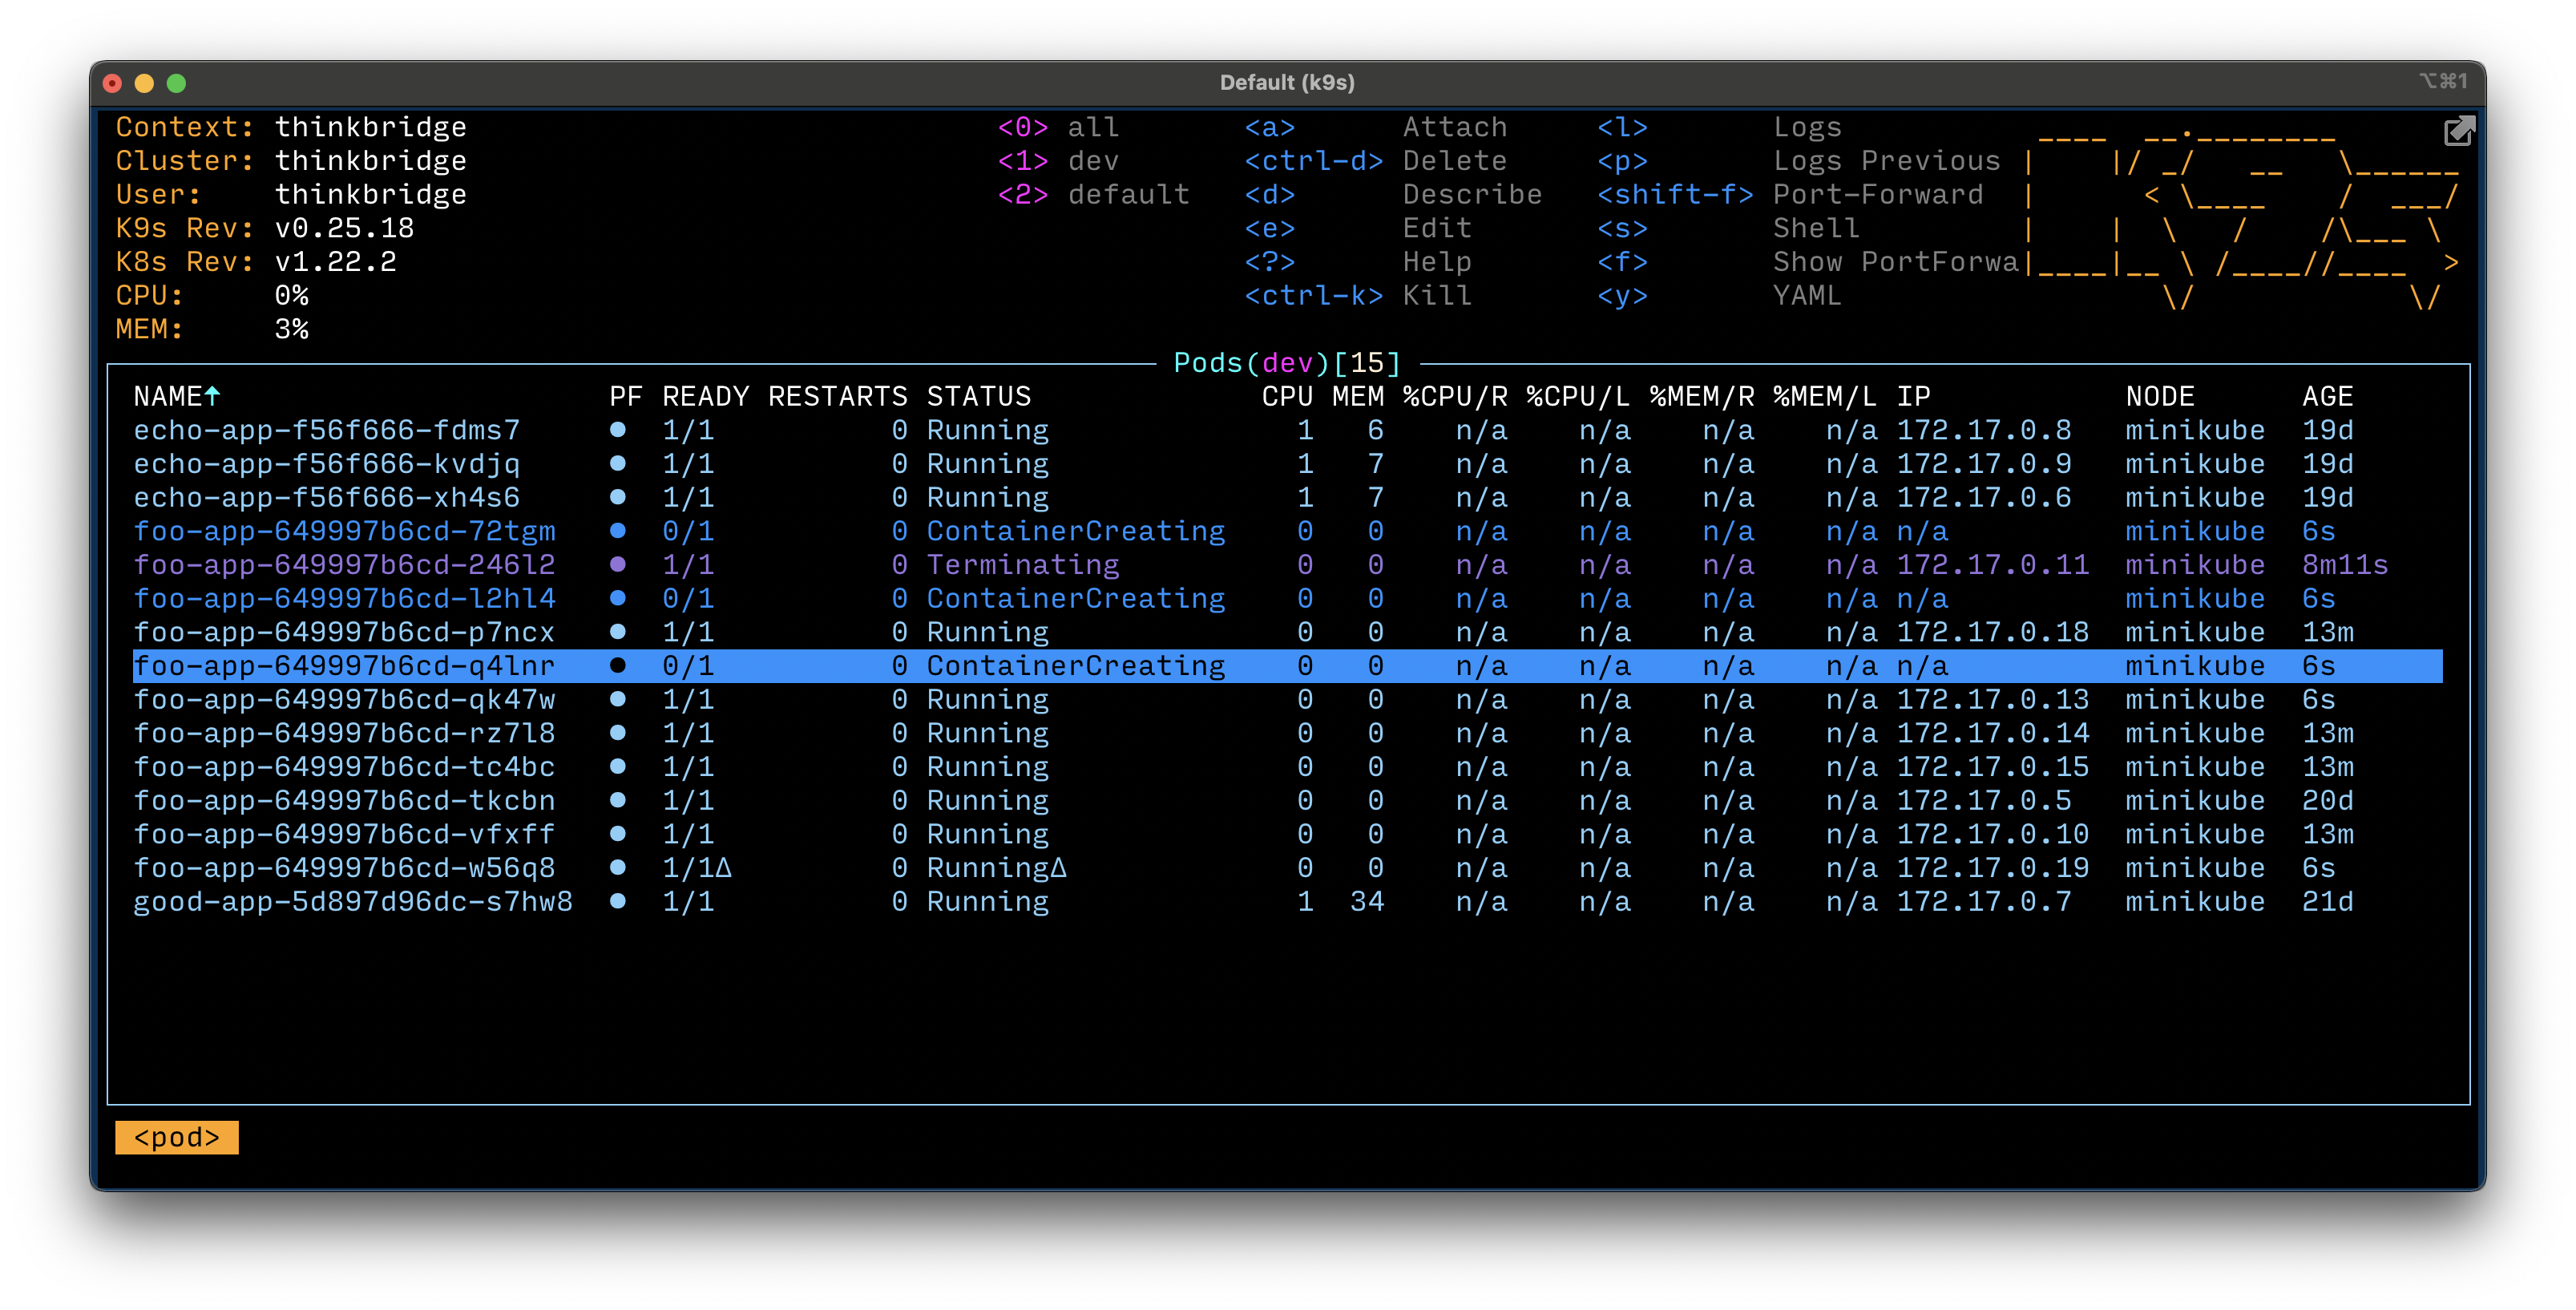 Default (k9s) ⌥⌘1
Context: thinkbridge <0> all <a> Attach <l> Logs
Cluster: thinkbridge <1> dev <ctrl-d> Delete <p> Logs Previous
User: thinkbridge <2> default <d> Describe <shift-f> Port-Forward
K9s Rev: v0.25.18 <e> Edit <s> Shell
K8s Rev: v1.22.2 <?> Help <f> Show PortForwa
CPU: 0% <ctrl-k> Kill <y> YAML
MEM: 3%
Pods(dev)[15]
NAME↑ PF READY RESTARTS STATUS CPU MEM %CPU/R %CPU/L %MEM/R %MEM/L IP NODE AGE
echo-app-f56f666-fdms7 ● 1/1 0 Running 1 6 n/a n/a n/a n/a 172.17.0.8 minikube 19d
echo-app-f56f666-kvdjq ● 1/1 0 Running 1 7 n/a n/a n/a n/a 172.17.0.9 minikube 19d
echo-app-f56f666-xh4s6 ● 1/1 0 Running 1 7 n/a n/a n/a n/a 172.17.0.6 minikube 19d
foo-app-649997b6cd-72tgm ● 0/1 0 ContainerCreating 0 0 n/a n/a n/a n/a n/a minikube 6s
foo-app-649997b6cd-246l2 ● 1/1 0 Terminating 0 0 n/a n/a n/a n/a 172.17.0.11 minikube 8m11s
foo-app-649997b6cd-l2hl4 ● 0/1 0 ContainerCreating 0 0 n/a n/a n/a n/a n/a minikube 6s
foo-app-649997b6cd-p7ncx ● 1/1 0 Running 0 0 n/a n/a n/a n/a 172.17.0.18 minikube 13m
foo-app-649997b6cd-q4lnr ● 0/1 0 ContainerCreating 0 0 n/a n/a n/a n/a n/a minikube 6s
foo-app-649997b6cd-qk47w ● 1/1 0 Running 0 0 n/a n/a n/a n/a 172.17.0.13 minikube 6s
foo-app-649997b6cd-rz7l8 ● 1/1 0 Running 0 0 n/a n/a n/a n/a 172.17.0.14 minikube 13m
foo-app-649997b6cd-tc4bc ● 1/1 0 Running 0 0 n/a n/a n/a n/a 172.17.0.15 minikube 13m
foo-app-649997b6cd-tkcbn ● 1/1 0 Running 0 0 n/a n/a n/a n/a 172.17.0.5 minikube 20d
foo-app-649997b6cd-vfxff ● 1/1 0 Running 0 0 n/a n/a n/a n/a 172.17.0.10 minikube 13m
foo-app-649997b6cd-w56q8 ● 1/1Δ 0 RunningΔ 0 0 n/a n/a n/a n/a 172.17.0.19 minikube 6s
good-app-5d897d96dc-s7hw8 ● 1/1 0 Running 1 34 n/a n/a n/a n/a 172.17.0.7 minikube 21d
<pod>